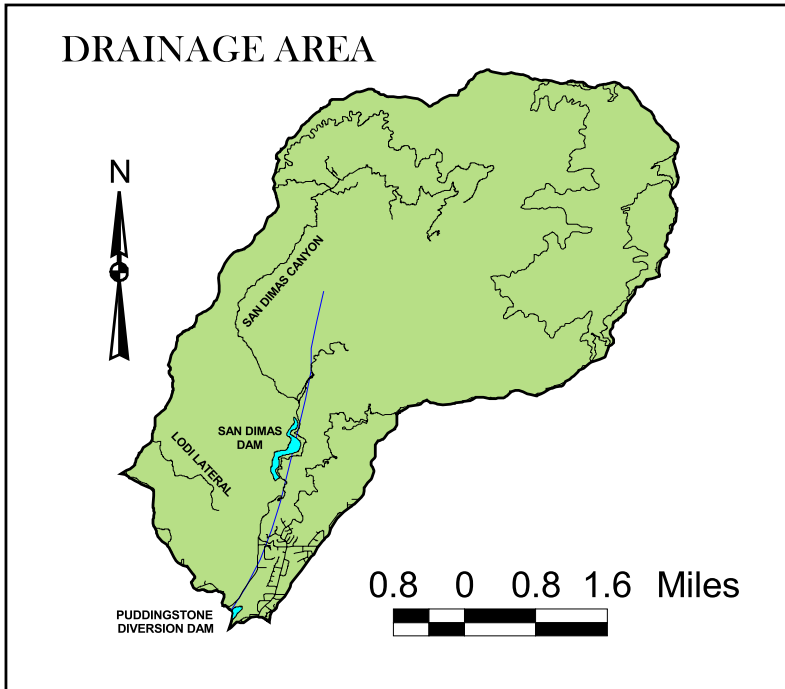 DRAINAGE AREA
N
SAN DIMAS CANYON
SAN DIMAS
DAM
LODI LATERAL
0.8 0 0.8 1.6 Miles
PUDDINGSTONE
DIVERSION DAM